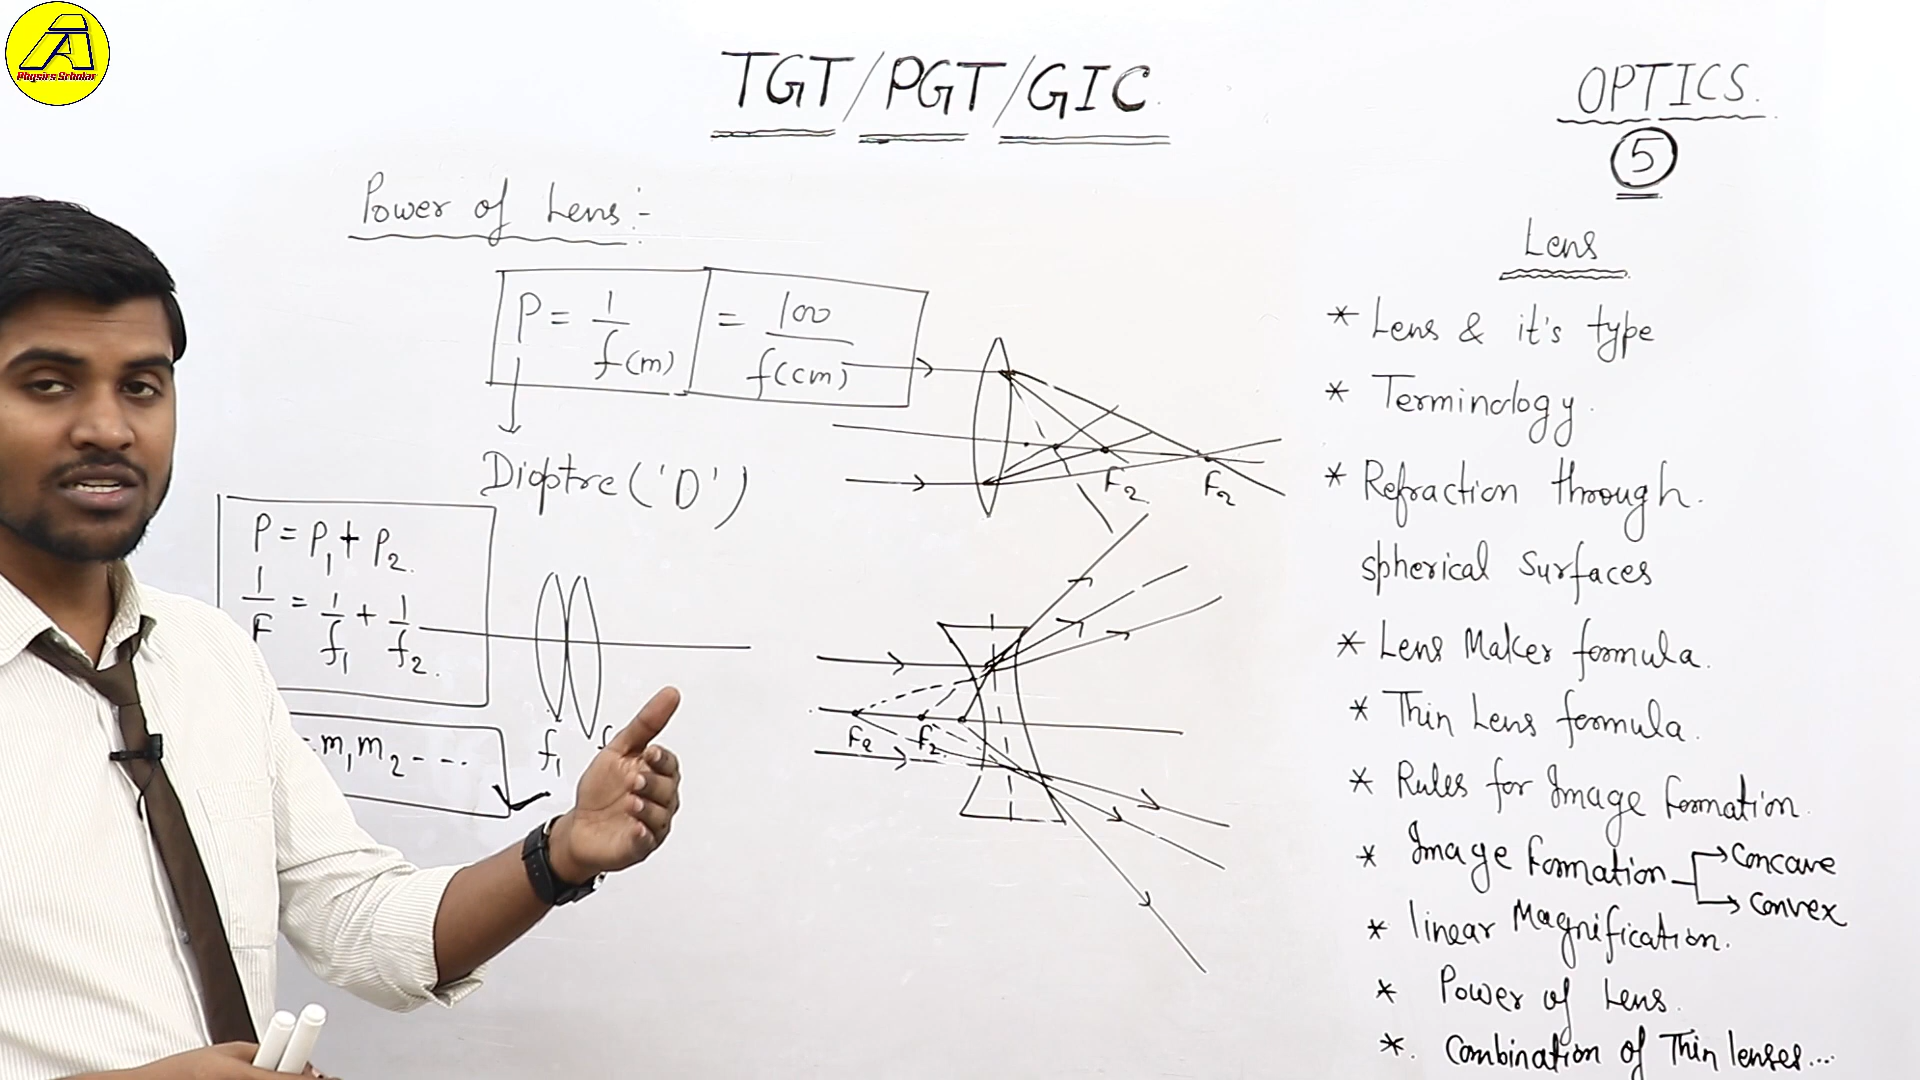 Physics Scholar
TGT/PGT/GIC
OPTICS.
5
Power of Lens:-
P = 1/f(m) = 100/f(cm)
Dioptre ('D')
P = P1 + P2.
1/F = 1/f1 + 1/f2.
= m1 m2 - - ...
f1
F2
F2
F2
F2
Lens
* Lens & it's type
* Terminology.
* Refraction through.
spherical surfaces
* Lens Maker formula.
* Thin Lens formula.
* Rules for Image formation.
* Image formation → Concave
→ Convex
* linear Magnification.
* Power of Lens.
*. Combination of Thin lenses...